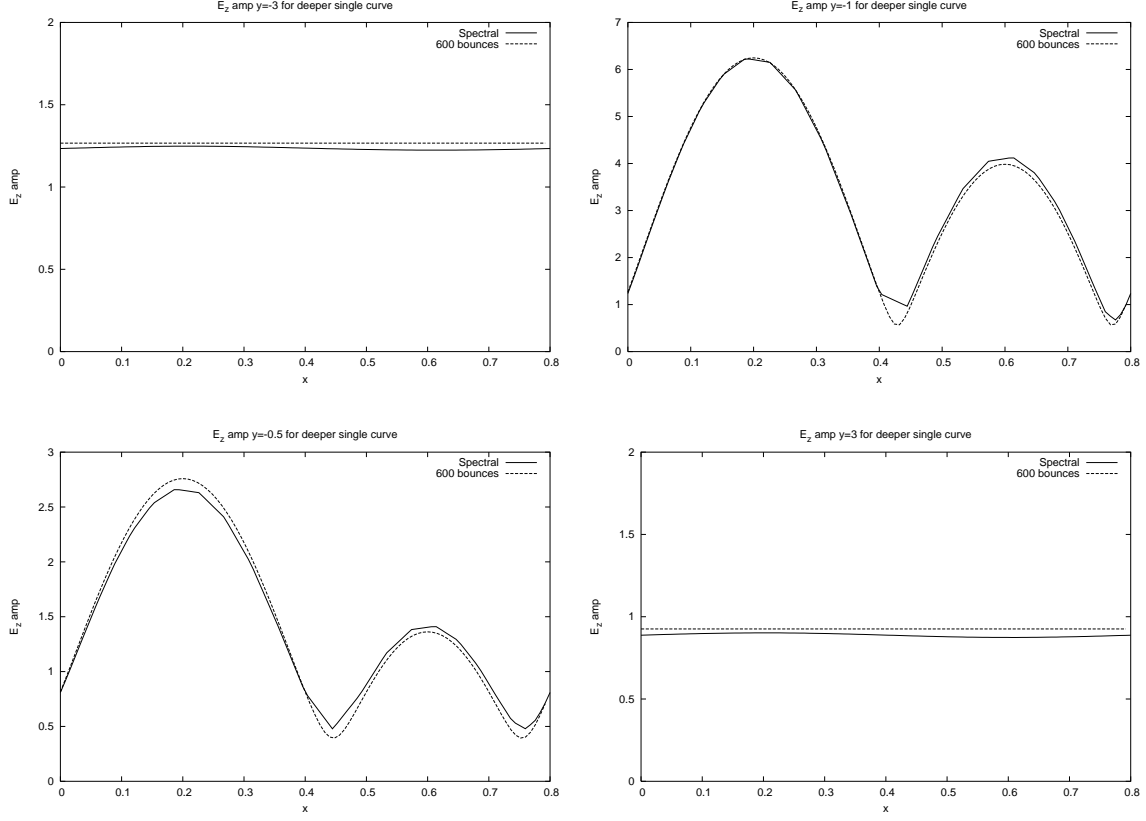 E_z amp y=-3 for deeper single curve
Spectral
600 bounces
2
1.5
1
0.5
0
E_z amp
0 0.1 0.2 0.3 0.4 0.5 0.6 0.7 0.8
x
E_z amp y=-1 for deeper single curve
Spectral
600 bounces
7
6
5
4
3
2
1
0
E_z amp
0 0.1 0.2 0.3 0.4 0.5 0.6 0.7 0.8
x
E_z amp y=-0.5 for deeper single curve
Spectral
600 bounces
3
2.5
2
1.5
1
0.5
0
E_z amp
0 0.1 0.2 0.3 0.4 0.5 0.6 0.7 0.8
x
E_z amp y=3 for deeper single curve
Spectral
600 bounces
2
1.5
1
0.5
0
E_z amp
0 0.1 0.2 0.3 0.4 0.5 0.6 0.7 0.8
x